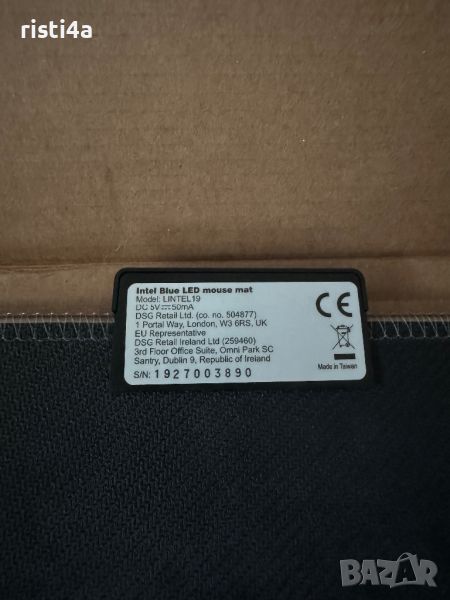 risti4a
Intel Blue LED mouse mat
Model: LINTEL19
DC 5V⎓50mA
DSG Retail Ltd. (co. no. 504877)
1 Portal Way, London, W3 6RS, UK
EU Representative
DSG Retail Ireland Ltd (259460)
3rd Floor Office Suite, Omni Park SC
Santry, Dublin 9, Republic of Ireland
S/N: 1927003890
CE
Made in Taiwan
BAZAR